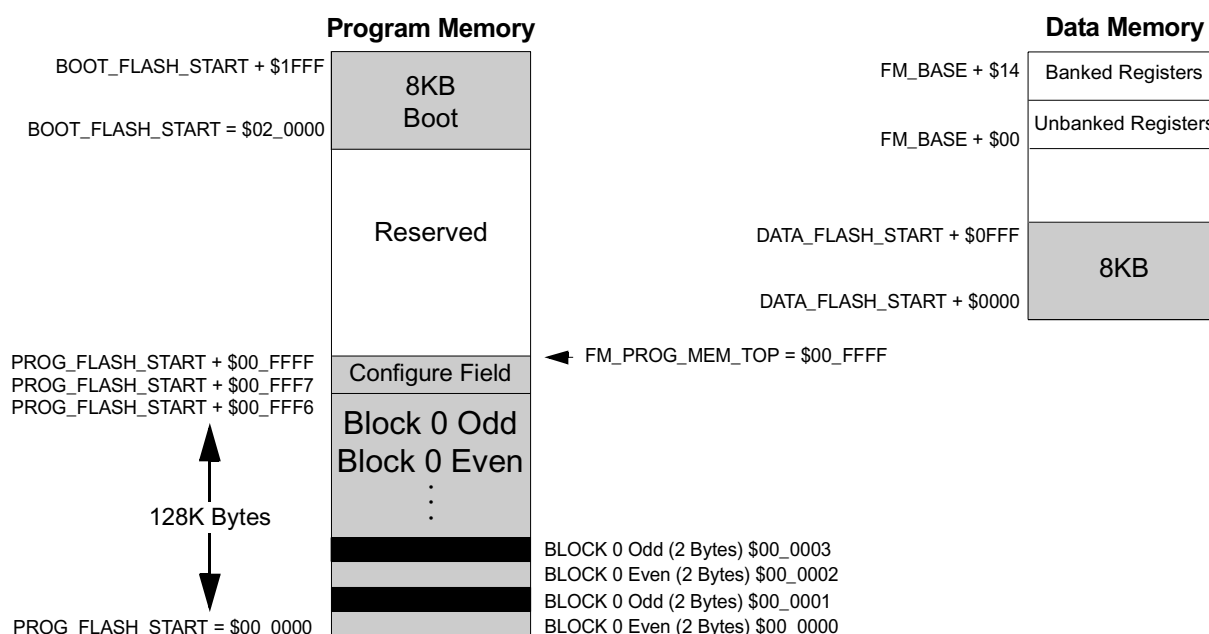 Program Memory
BOOT_FLASH_START + $1FFF
8KB
Boot
BOOT_FLASH_START = $02_0000
Reserved
PROG_FLASH_START + $00_FFFF
PROG_FLASH_START + $00_FFF7
PROG_FLASH_START + $00_FFF6
Configure Field
FM_PROG_MEM_TOP = $00_FFFF
Block 0 Odd
Block 0 Even
128K Bytes
BLOCK 0 Odd (2 Bytes) $00_0003
BLOCK 0 Even (2 Bytes) $00_0002
BLOCK 0 Odd (2 Bytes) $00_0001
BLOCK 0 Even (2 Bytes) $00_0000
PROG_FLASH_START = $00_0000
Data Memory
FM_BASE + $14
Banked Registers
Unbanked Registers
FM_BASE + $00
DATA_FLASH_START + $0FFF
8KB
DATA_FLASH_START + $0000